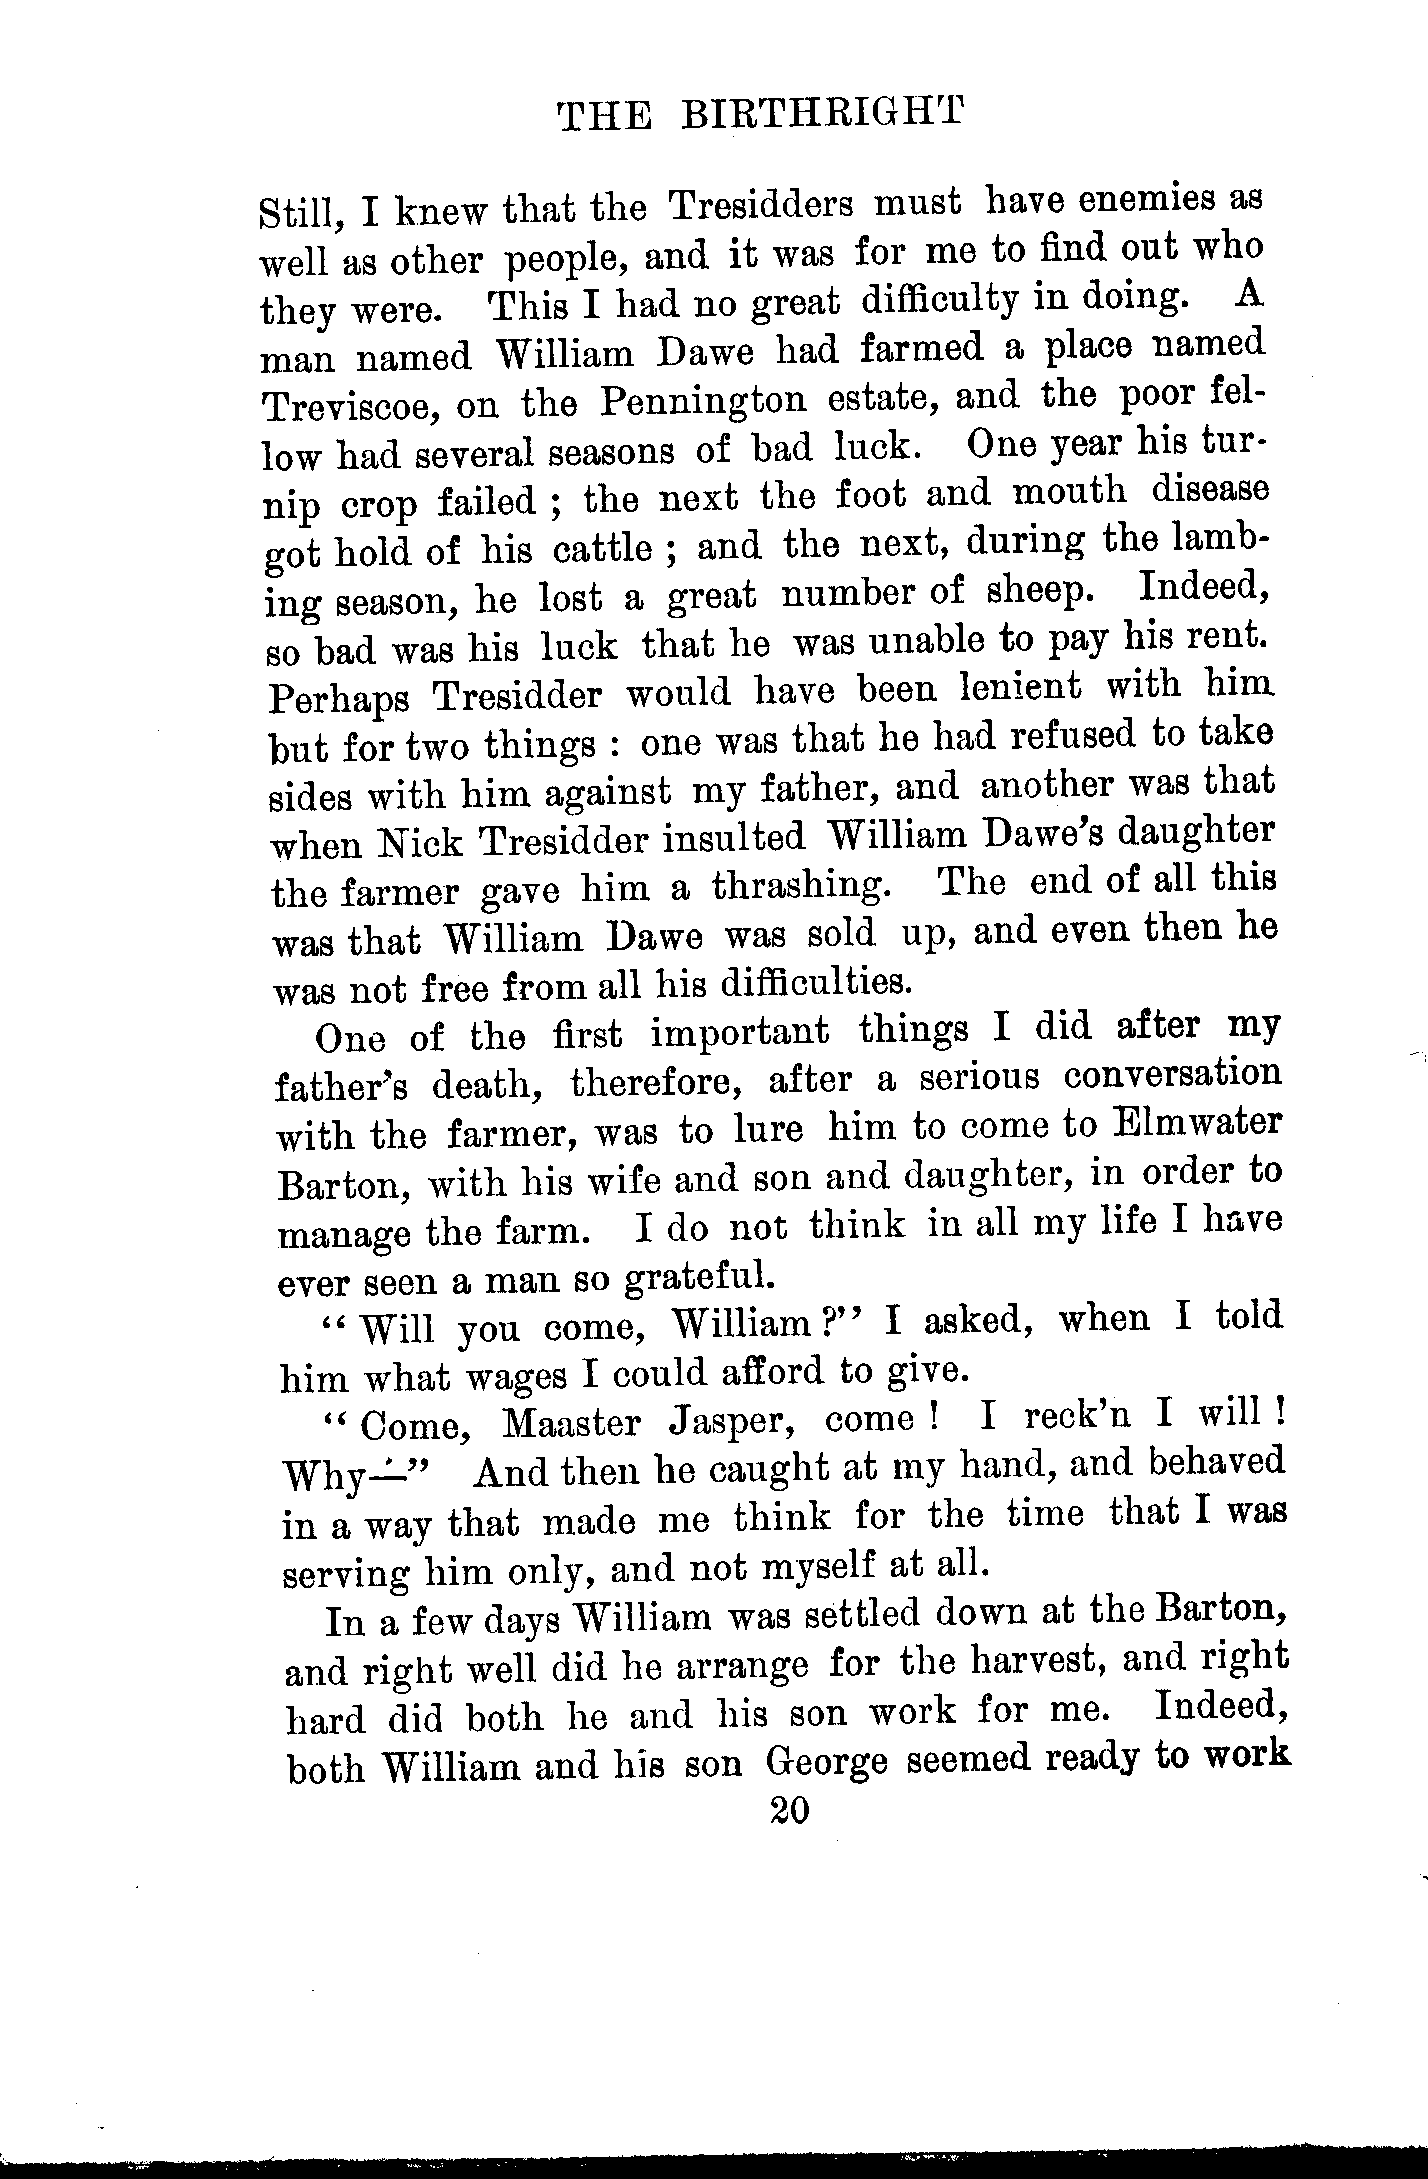 THE BIRTHRIGHT
Still, I knew that the Tresidders must have enemies as
well as other people, and it was for me to find out who
they were. This I had no great difficulty in doing. A
man named William Dawe had farmed a place named
Treviscoe, on the Pennington estate, and the poor fel-
low had several seasons of bad luck. One year his tur-
nip crop failed ; the next the foot and mouth disease
got hold of his cattle ; and the next, during the lamb-
ing season, he lost a great number of sheep. Indeed,
so bad was his luck that he was unable to pay his rent.
Perhaps Tresidder would have been lenient with him
but for two things : one was that he had refused to take
sides with him against my father, and another was that
when Nick Tresidder insulted William Dawe's daughter
the farmer gave him a thrashing. The end of all this
was that William Dawe was sold up, and even then he
was not free from all his difficulties.
One of the first important things I did after my
father's death, therefore, after a serious conversation
with the farmer, was to lure him to come to Elmwater
Barton, with his wife and son and daughter, in order to
manage the farm. I do not think in all my life I have
ever seen a man so grateful.
“ Will you come, William ?” I asked, when I told
him what wages I could afford to give.
“ Come, Maaster Jasper, come ! I reck'n I will !
Why—” And then he caught at my hand, and behaved
in a way that made me think for the time that I was
serving him only, and not myself at all.
In a few days William was settled down at the Barton,
and right well did he arrange for the harvest, and right
hard did both he and his son work for me. Indeed,
both William and his son George seemed ready to work
20